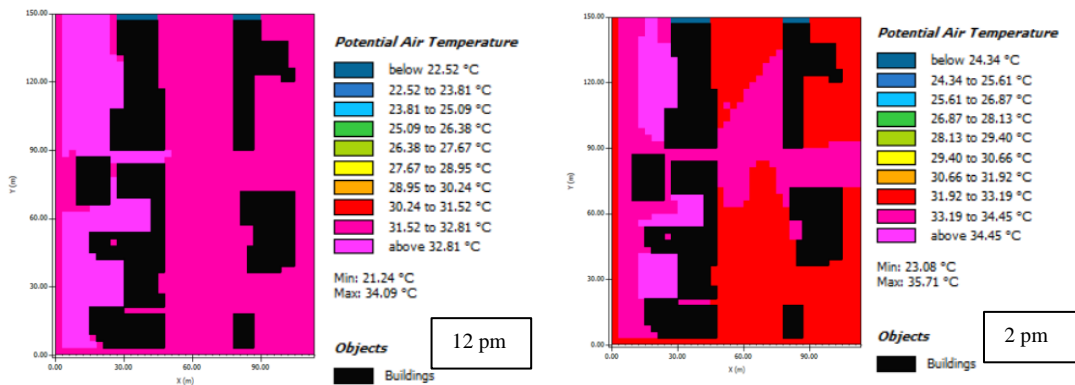 150.00
120.00
90.00
60.00
30.00
0.00
Y (m)
0.00 30.00 60.00 90.00
X (m)
Potential Air Temperature
below 22.52 °C
22.52 to 23.81 °C
23.81 to 25.09 °C
25.09 to 26.38 °C
26.38 to 27.67 °C
27.67 to 28.95 °C
28.95 to 30.24 °C
30.24 to 31.52 °C
31.52 to 32.81 °C
above 32.81 °C
Min: 21.24 °C
Max: 34.09 °C
Objects
Buildings
12 pm
150.00
120.00
90.00
60.00
30.00
0.00
Y (m)
0.00 30.00 60.00 90.00
X (m)
Potential Air Temperature
below 24.34 °C
24.34 to 25.61 °C
25.61 to 26.87 °C
26.87 to 28.13 °C
28.13 to 29.40 °C
29.40 to 30.66 °C
30.66 to 31.92 °C
31.92 to 33.19 °C
33.19 to 34.45 °C
above 34.45 °C
Min: 23.08 °C
Max: 35.71 °C
Objects
Buildings
2 pm